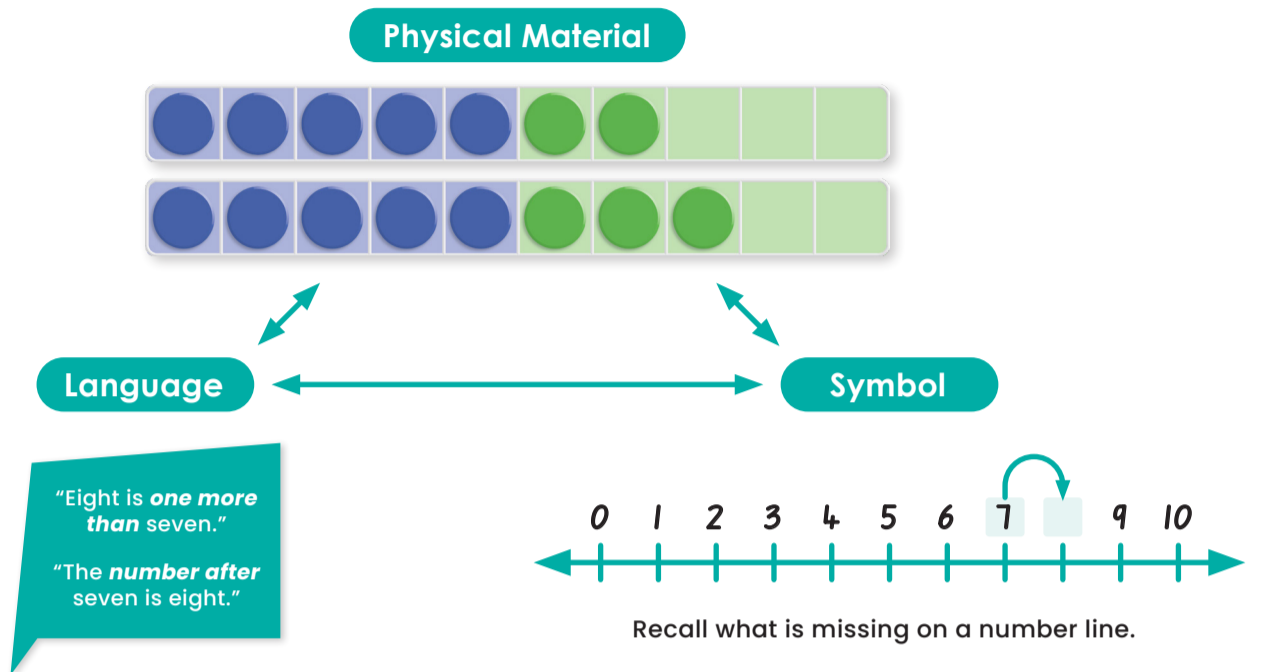 Physical Material
Language
Symbol
“Eight is one more
than seven.”
“The number after
seven is eight.”
0 1 2 3 4 5 6 7 9 10
Recall what is missing on a number line.